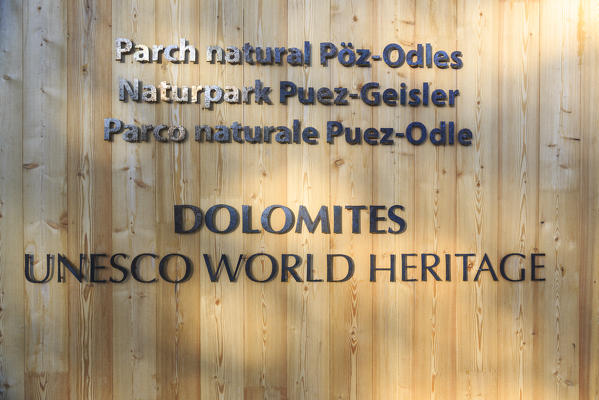 Parch natural Pöz-Odles
Naturpark Puez-Geisler
Parco naturale Puez-Odle
DOLOMITES
UNESCO WORLD HERITAGE